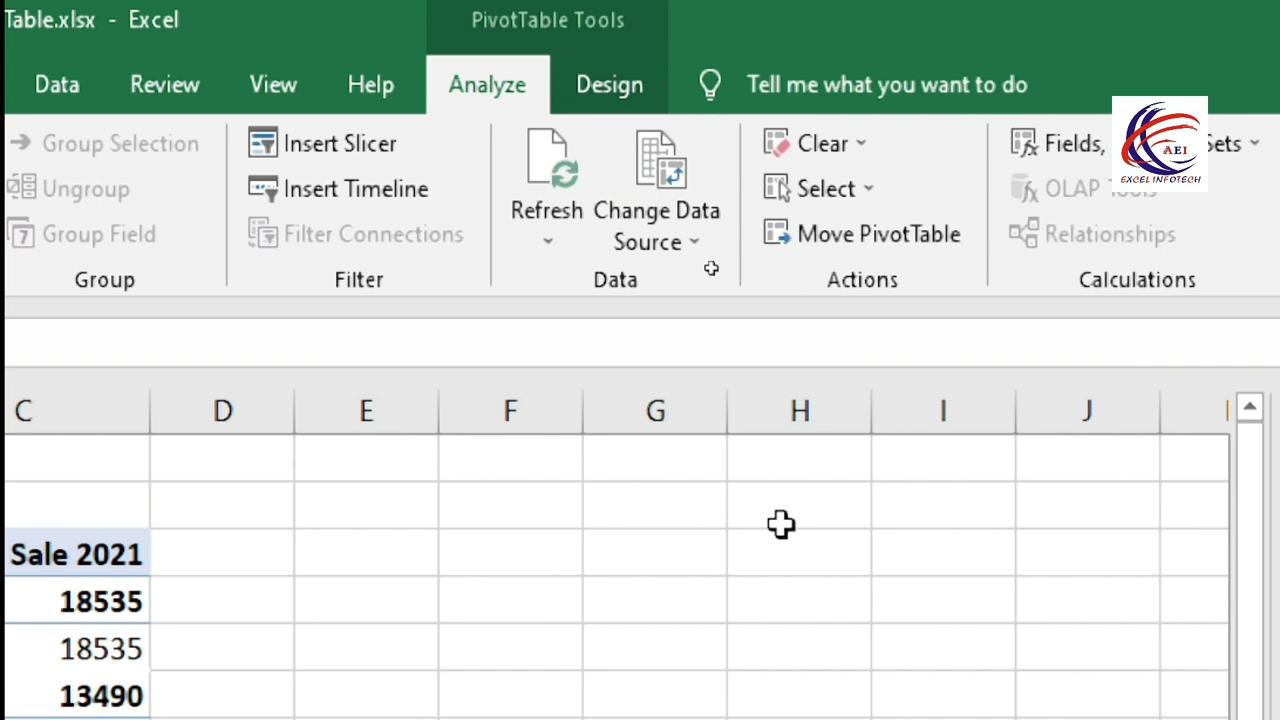 Table.xlsx - Excel
PivotTable Tools
Data Review View Help Analyze Design Tell me what you want to do
Group Selection
Ungroup
7 Group Field
Group
Insert Slicer
Insert Timeline
Filter Connections
Filter
Refresh
Change Data
Source
Data
Clear
Select
Move PivotTable
Actions
Fields,
OLAP
Relationships
Calculations
AEI
EXCEL INFOTECH
C D E F G H I J
Sale 2021
18535
18535
13490